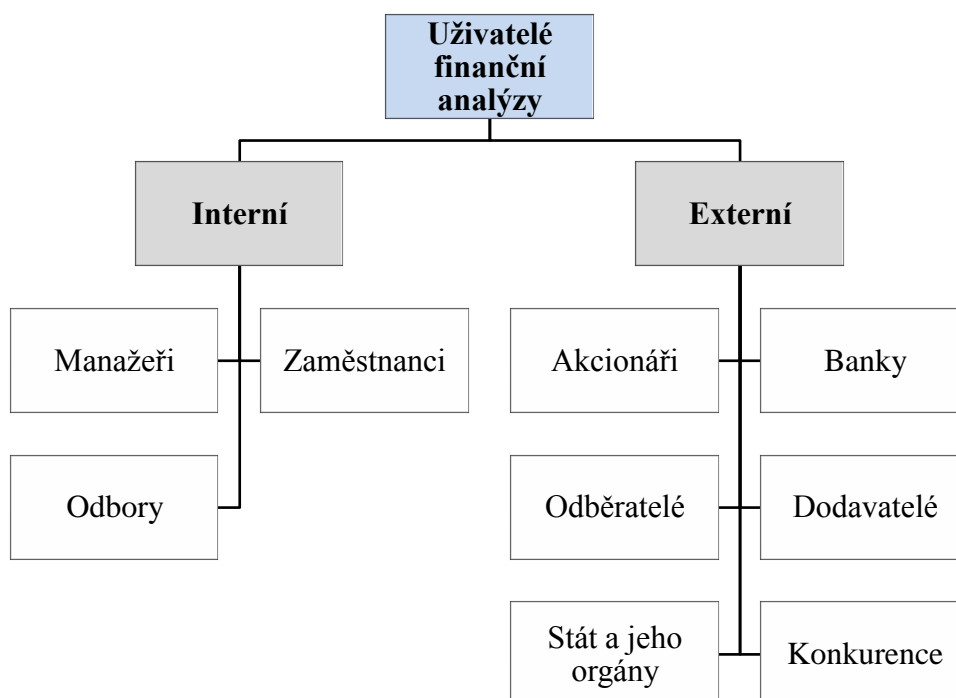 Uživatelé
finanční
analýzy
Interní
Externí
Manažeři
Zaměstnanci
Akcionáři
Banky
Odbory
Odběratelé
Dodavatelé
Stát a jeho
orgány
Konkurence